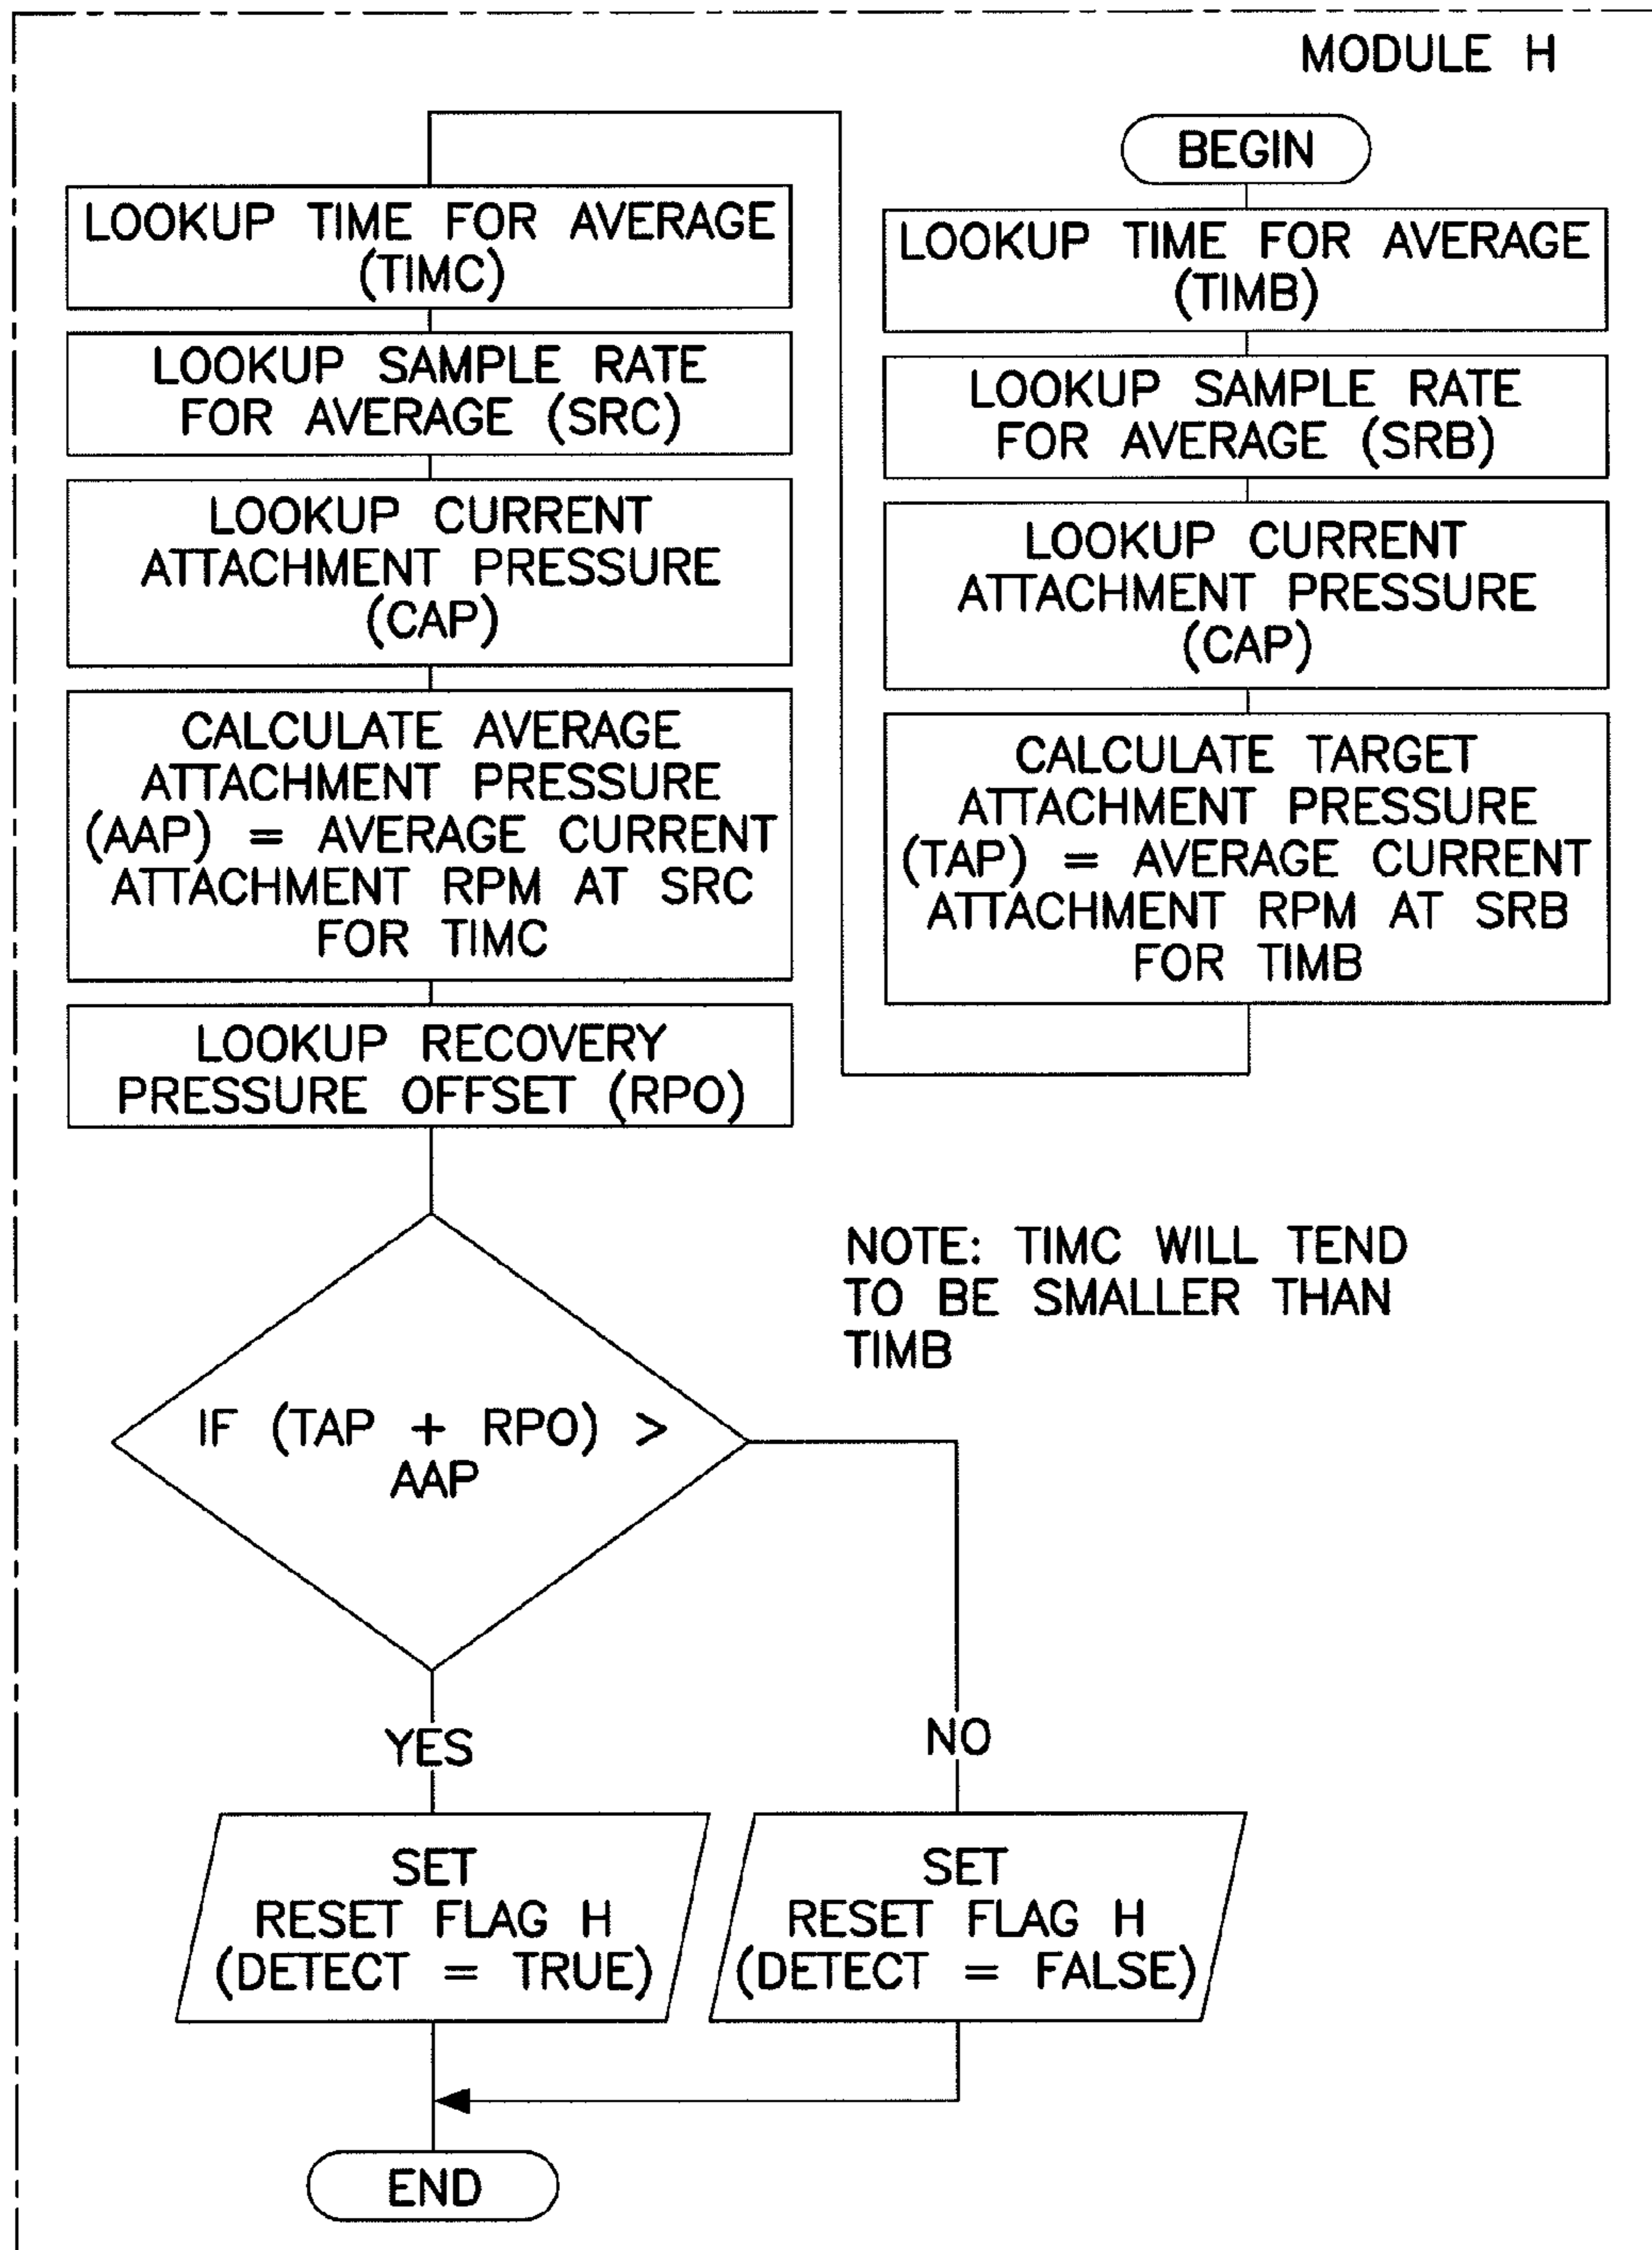 MODULE H
BEGIN
LOOKUP TIME FOR AVERAGE
(TIMB)
LOOKUP SAMPLE RATE
FOR AVERAGE (SRB)
LOOKUP CURRENT
ATTACHMENT PRESSURE
(CAP)
CALCULATE TARGET
ATTACHMENT PRESSURE
(TAP) = AVERAGE CURRENT
ATTACHMENT RPM AT SRB
FOR TIMB
LOOKUP TIME FOR AVERAGE
(TIMC)
LOOKUP SAMPLE RATE
FOR AVERAGE (SRC)
LOOKUP CURRENT
ATTACHMENT PRESSURE
(CAP)
CALCULATE AVERAGE
ATTACHMENT PRESSURE
(AAP) = AVERAGE CURRENT
ATTACHMENT RPM AT SRC
FOR TIMC
LOOKUP RECOVERY
PRESSURE OFFSET (RPO)
NOTE: TIMC WILL TEND
TO BE SMALLER THAN
TIMB
IF (TAP + RPO) >
AAP
YES
NO
SET
RESET FLAG H
(DETECT = TRUE)
SET
RESET FLAG H
(DETECT = FALSE)
END